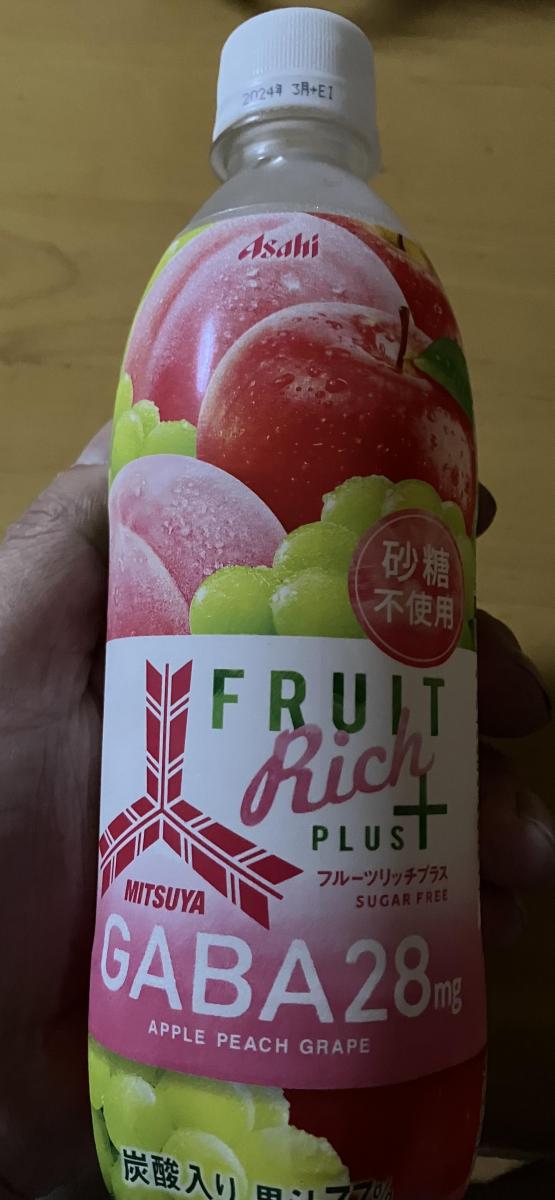 2024年 3月+EI
Asahi
砂糖
不使用
FRUIT
Rich
PLUS+
フルーツリッチプラス
SUGAR FREE
MITSUYA
GABA28mg
APPLE PEACH GRAPE
炭酸入り 果汁